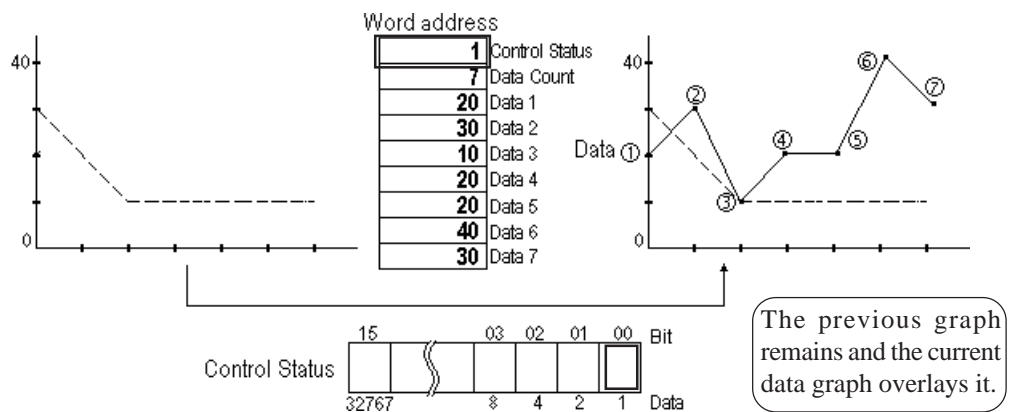 Word address
40
0
1 Control Status
7 Data Count
20 Data 1
30 Data 2
10 Data 3
20 Data 4
20 Data 5
40 Data 6
30 Data 7
40
0
Data ①
②
③
④
⑤
⑥
⑦
15 03 02 01 00 Bit
Control Status
32767 8 4 2 1 Data
The previous graph
remains and the current
data graph overlays it.